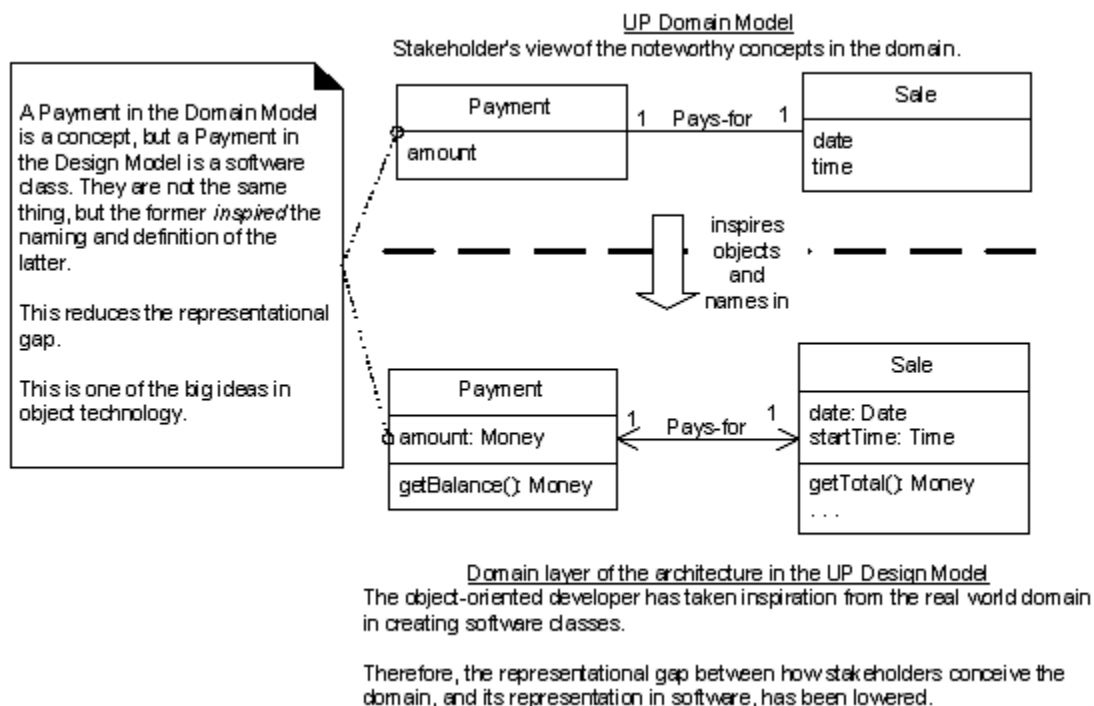 UP Domain Model
Stakeholder's view of the noteworthy concepts in the domain.
A Payment in the Domain Model
is a concept, but a Payment in
the Design Model is a software
class. They are not the same
thing, but the former inspired the
naming and definition of the
latter.
This reduces the representational
gap.
This is one of the big ideas in
object technology.
Payment
amount
1 Pays-for 1
Sale
date
time
inspires
objects
and
names in
Payment
amount: Money
getBalance(): Money
1 Pays-for 1
Sale
date: Date
startTime: Time
getTotal(): Money
. . .
Domain layer of the architecture in the UP Design Model
The object-oriented developer has taken inspiration from the real world domain
in creating software classes.
Therefore, the representational gap between how stakeholders conceive the
domain, and its representation in software, has been lowered.